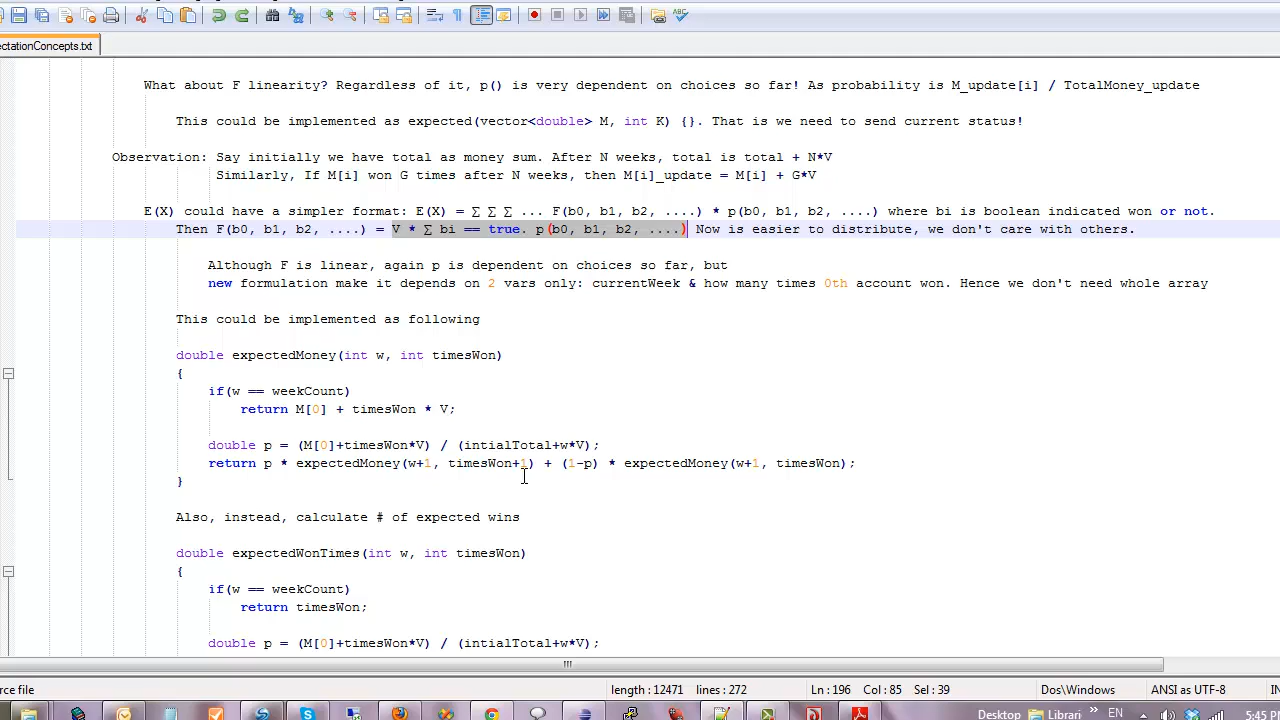 ectationConcepts.txt
What about F linearity? Regardless of it, p() is very dependent on choices so far! As probability is M_update[i] / TotalMoney_update
This could be implemented as expected(vector<double> M, int K) {}. That is we need to send current status!
Observation: Say initially we have total as money sum. After N weeks, total is total + N*V
Similarly, If M[i] won G times after N weeks, then M[i]_update = M[i] + G*V
E(X) could have a simpler format: E(X) = ∑ ∑ ∑ ... F(b0, b1, b2, ....) * p(b0, b1, b2, ....) where bi is boolean indicated won or not.
Then F(b0, b1, b2, ....) = V * ∑ bi == true. p(b0, b1, b2, ....) Now is easier to distribute, we don't care with others.
Although F is linear, again p is dependent on choices so far, but
new formulation make it depends on 2 vars only: currentWeek & how many times 0th account won. Hence we don't need whole array
This could be implemented as following
double expectedMoney(int w, int timesWon)
{
if(w == weekCount)
return M[0] + timesWon * V;
double p = (M[0]+timesWon*V) / (intialTotal+w*V);
return p * expectedMoney(w+1, timesWon+1) + (1-p) * expectedMoney(w+1, timesWon);
}
Also, instead, calculate # of expected wins
double expectedWonTimes(int w, int timesWon)
{
if(w == weekCount)
return timesWon;
double p = (M[0]+timesWon*V) / (intialTotal+w*V);
rce file length : 12471 lines : 272 Ln : 196 Col : 85 Sel : 39 Dos\Windows ANSI as UTF-8 IN
Desktop Librari » EN 5:45 P